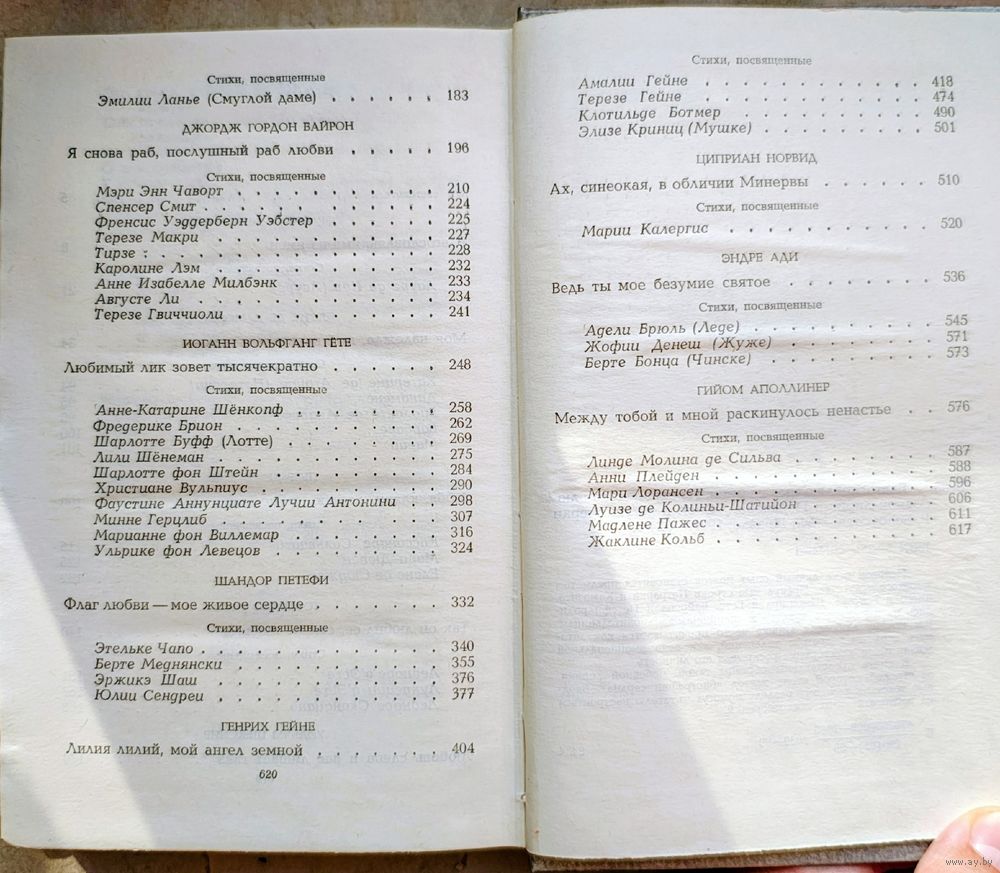 Стихи, посвященные
Эмилии Ланье (Смуглой даме) . . . . . . 183
ДЖОРДЖ ГОРДОН БАЙРОН
Я снова раб, послушный раб любви . . . . . 196
Стихи, посвященные
Мэри Энн Чаворт . . . . . . . . . . 210
Спенсер Смит . . . . . . . . . . . 224
Френсис Уэддерберн Уэбстер . . . . . . 225
Терезе Макри . . . . . . . . . . . 227
Тирзе . . . . . . . . . . . . . . 228
Каролине Лэм . . . . . . . . . . . 232
Анне Изабелле Милбэнк . . . . . . . 233
Августе Ли . . . . . . . . . . . . 234
Терезе Гвиччиоли . . . . . . . . . . 241
ИОГАНН ВОЛЬФГАНГ ГЁТЕ
Любимый лик зовет тысячекратно . . . . . . 248
Стихи, посвященные
Анне-Катарине Шёнкопф . . . . . . . 258
Фредерике Брион . . . . . . . . . . 262
Шарлотте Буфф (Лотте) . . . . . . . . 269
Лили Шёнеман . . . . . . . . . . . 275
Шарлотте фон Штейн . . . . . . . . 284
Христиане Вульпиус . . . . . . . . . 290
Фаустине Аннунциате Лучии Антонини . . . 298
Минне Герцлиб . . . . . . . . . . . 307
Марианне фон Виллемар . . . . . . . 316
Ульрике фон Левецов . . . . . . . . 324
ШАНДОР ПЕТЕФИ
Флаг любви — мое живое сердце . . . . . . . 332
Стихи, посвященные
Этельке Чапо . . . . . . . . . . . 340
Берте Меднянски . . . . . . . . . . 355
Эржикэ Шаш . . . . . . . . . . . 376
Юлии Сендреи . . . . . . . . . . . 377
ГЕНРИХ ГЕЙНЕ
Лилия лилий, мой ангел земной . . . . . . . 404
620
Стихи, посвященные
Амалии Гейне . . . . . . . . . . 418
Терезе Гейне . . . . . . . . . . 474
Клотильде Ботмер . . . . . . . . . 490
Элизе Криниц (Мушке) . . . . . . . . 501
ЦИПРИАН НОРВИД
Ах, синеокая, в обличии Минервы . . . . . . 510
Стихи, посвященные
Марии Калергис . . . . . . . . . . 520
ЭНДРЕ АДИ
Ведь ты мое безумие святое . . . . . . . . 536
Стихи, посвященные
Адели Брюль (Леде) . . . . . . . . . 545
Жофии Денеш (Жуже) . . . . . . . . 571
Берте Бонца (Чинске) . . . . . . . . 573
ГИЙОМ АПОЛЛИНЕР
Между тобой и мной раскинулось ненастье . . 576
Стихи, посвященные
Линде Молина де Сильва . . . . . . . 587
Анни Плейден . . . . . . . . . . . 588
Мари Лорансен . . . . . . . . . . 596
Луизе де Колиньи-Шатийон . . . . . . 606
Мадлене Пажес . . . . . . . . . . 611
Жаклине Кольб . . . . . . . . . . 617
www.ay.by